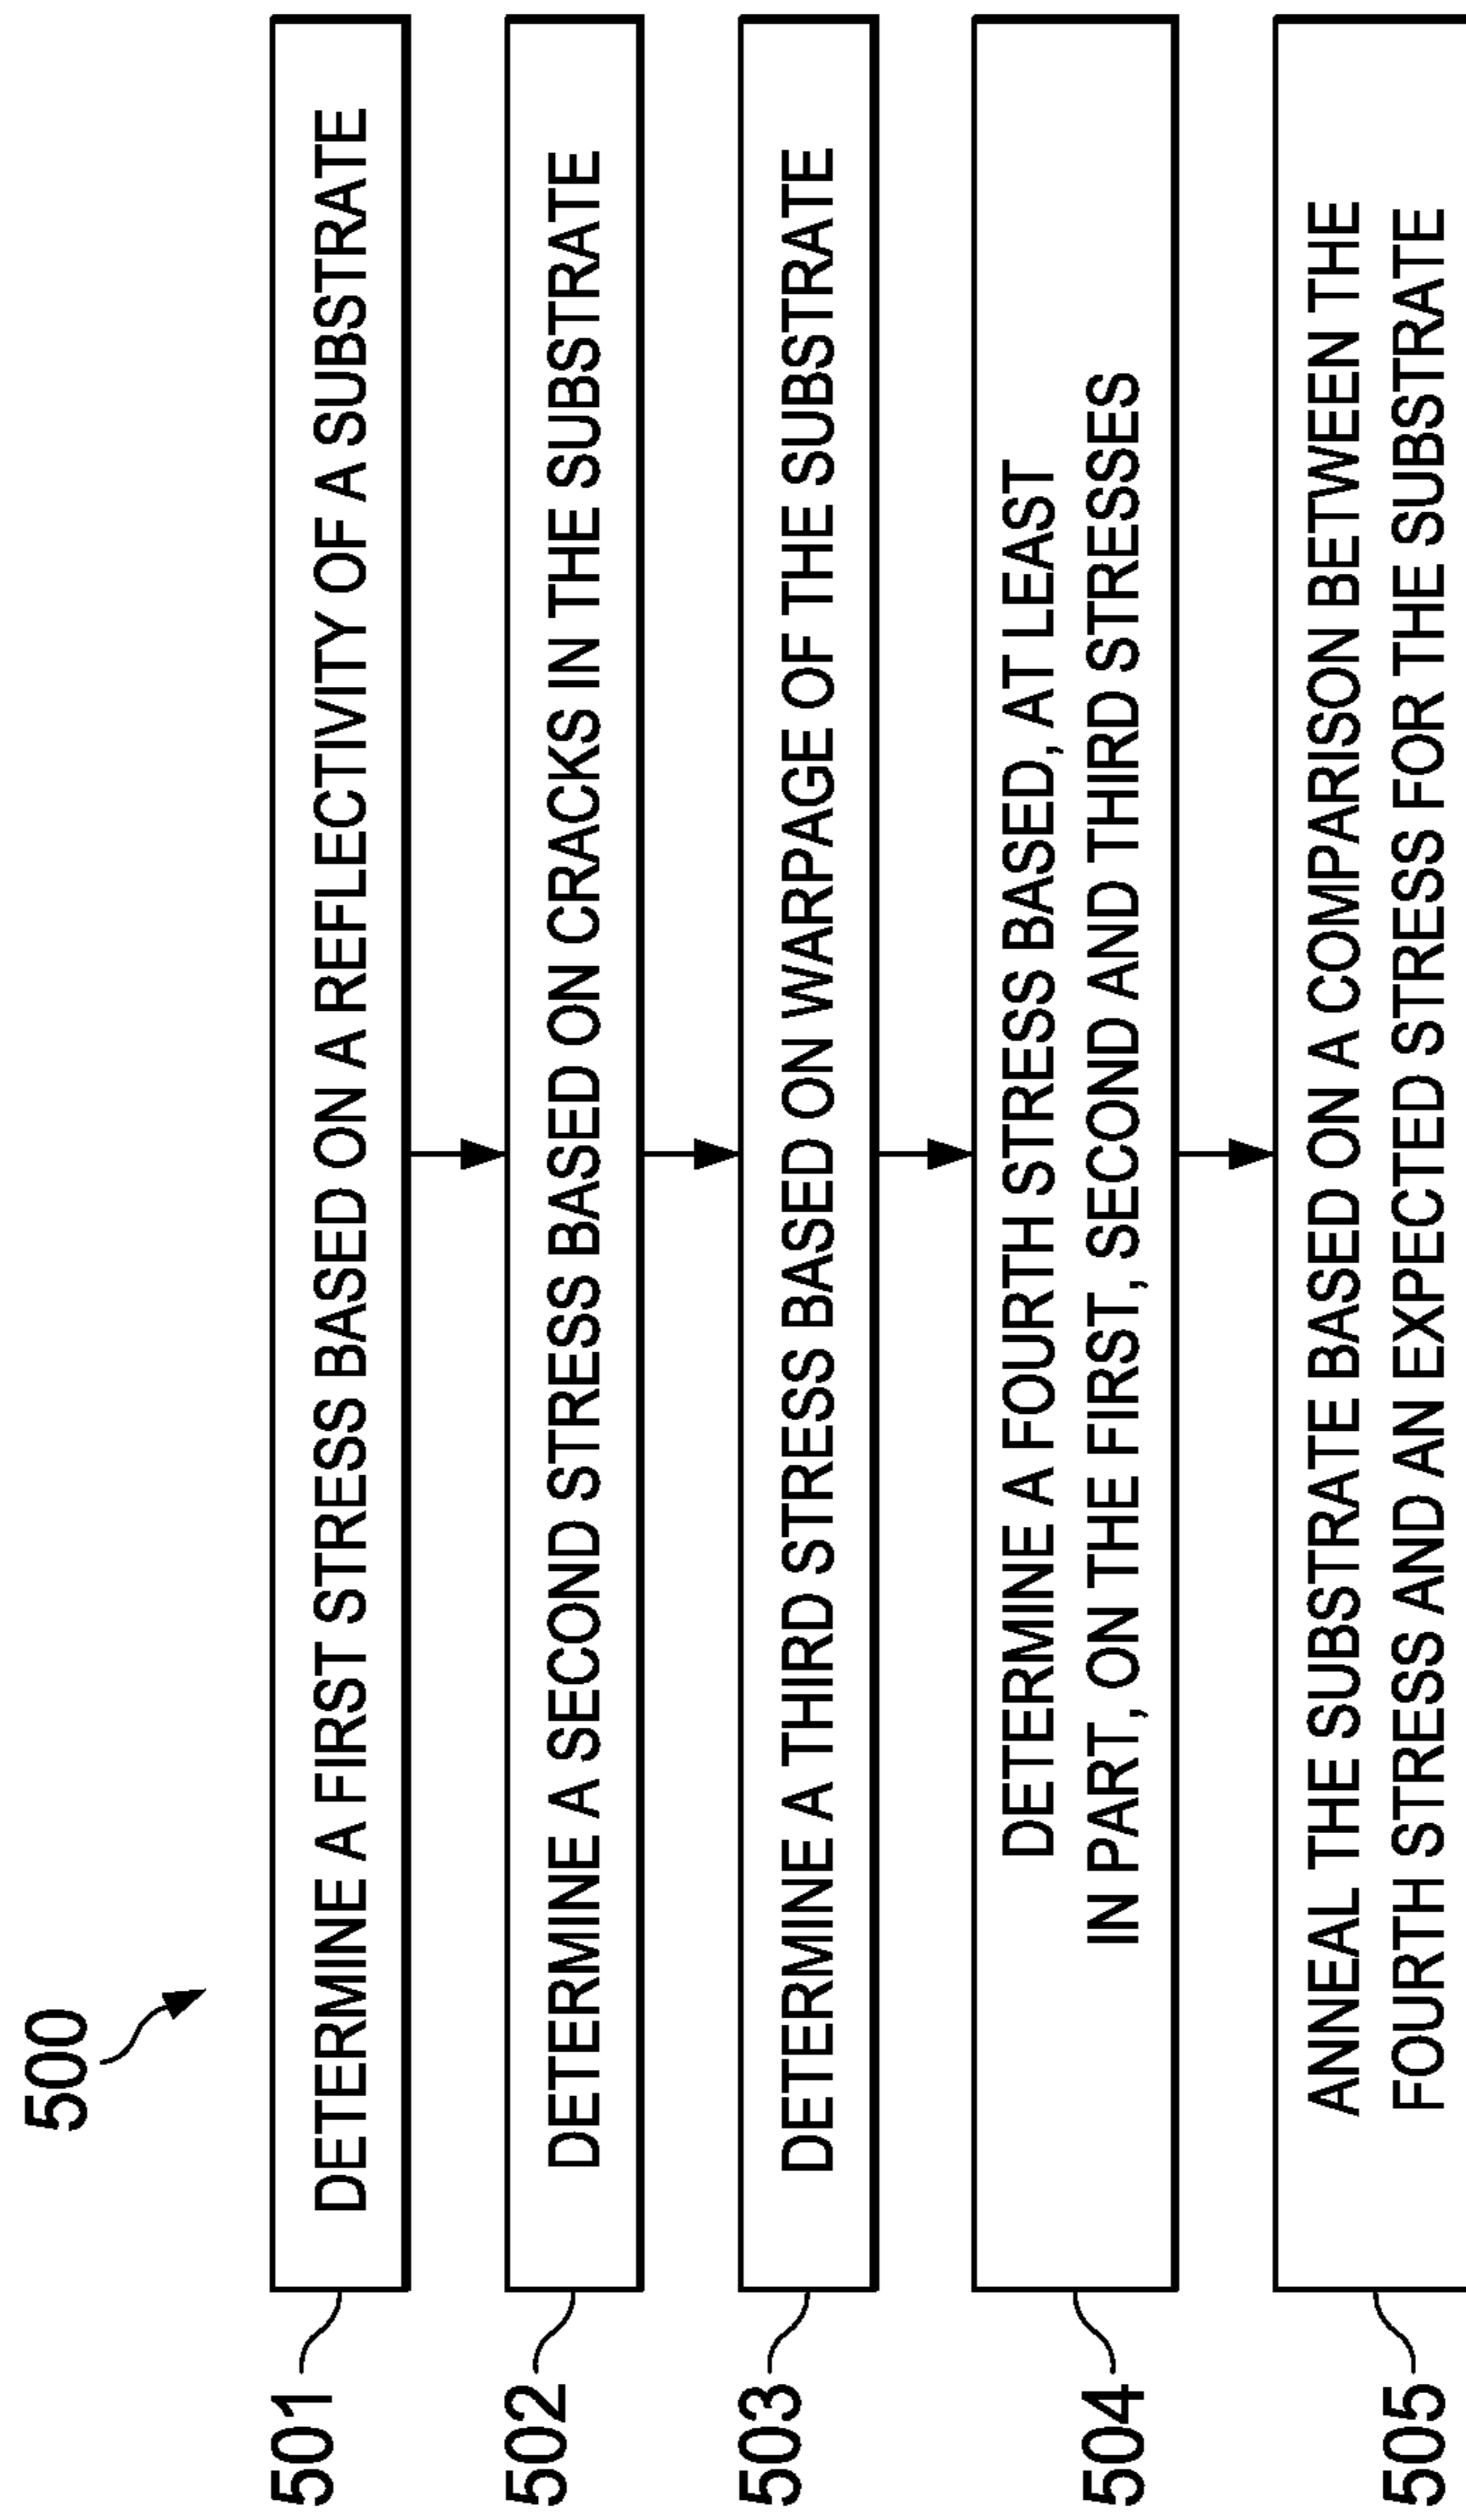 500
501
DETERMINE A FIRST STRESS BASED ON A REFLECTIVITY OF A SUBSTRATE
502
DETERMINE A SECOND STRESS BASED ON CRACKS IN THE SUBSTRATE
503
DETERMINE A THIRD STRESS BASED ON WARPAGE OF THE SUBSTRATE
504
DETERMINE A FOURTH STRESS BASED, AT LEAST
IN PART, ON THE FIRST, SECOND AND THIRD STRESSES
505
ANNEAL THE SUBSTRATE BASED ON A COMPARISON BETWEEN THE
FOURTH STRESS AND AN EXPECTED STRESS FOR THE SUBSTRATE